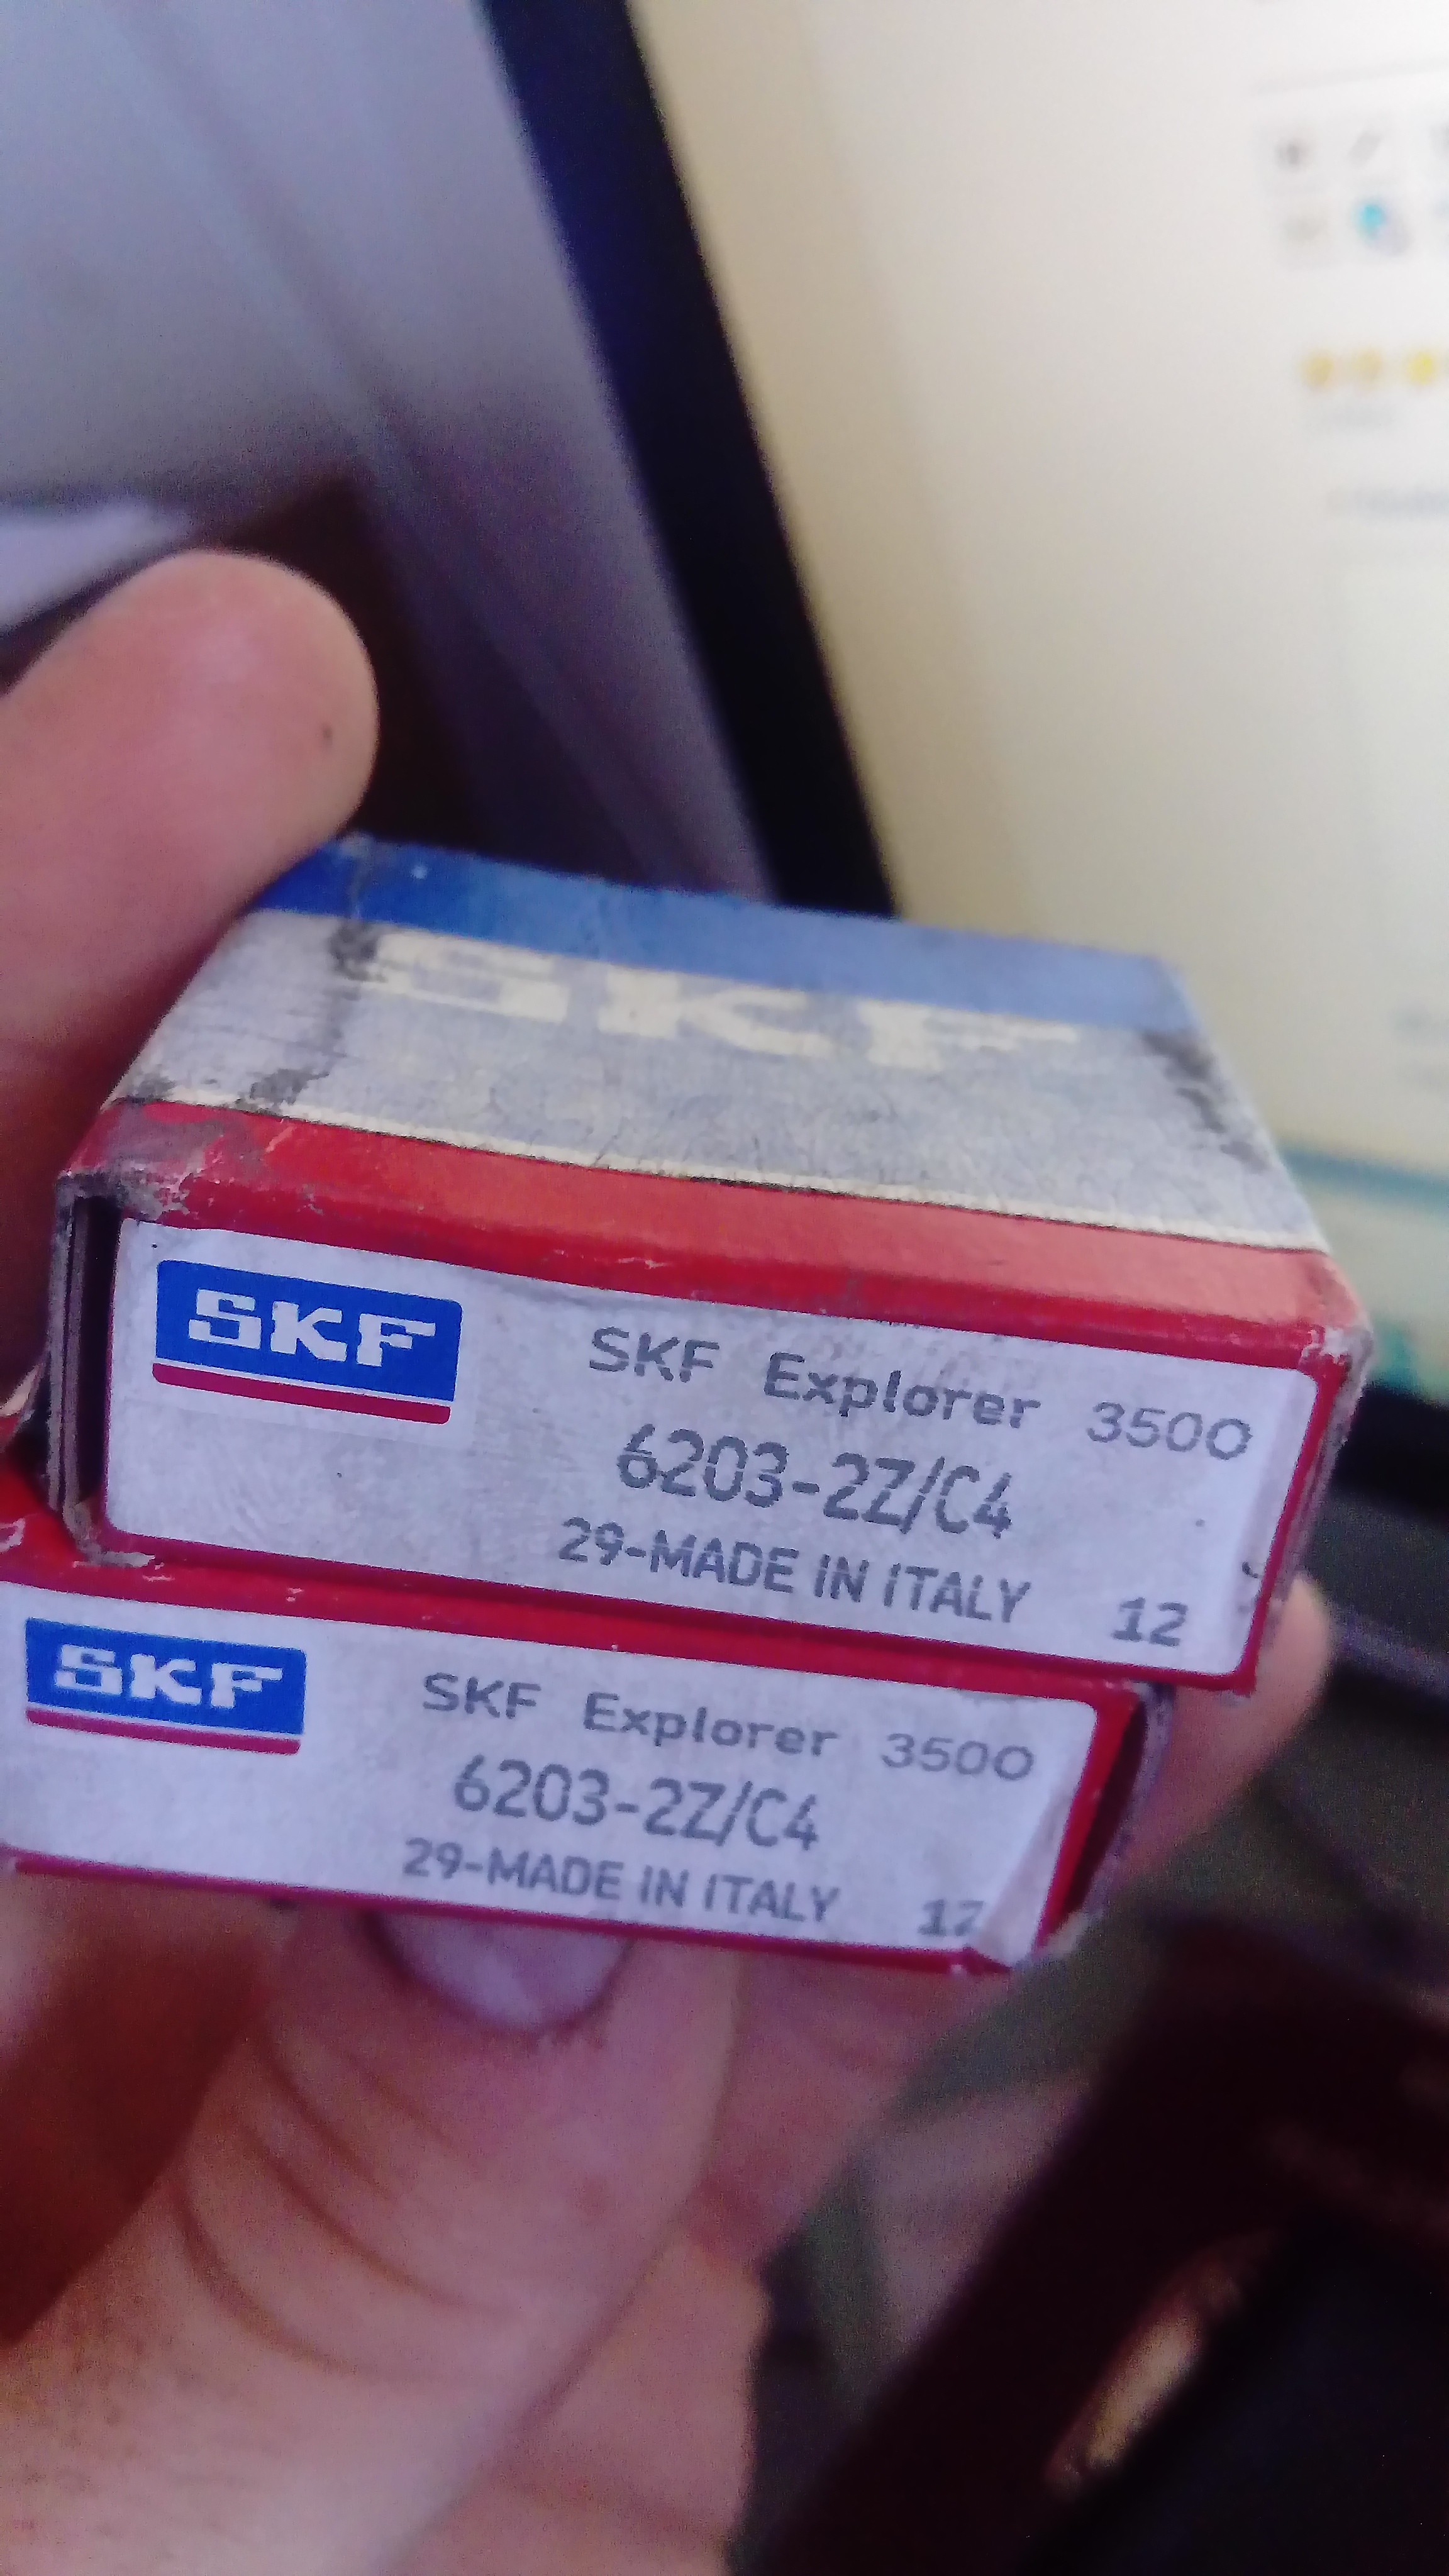 SKF
SKF
SKF Explorer 3500
6203-2Z/C4
29-MADE IN ITALY 12
SKF
SKF Explorer 3500
6203-2Z/C4
29-MADE IN ITALY 12